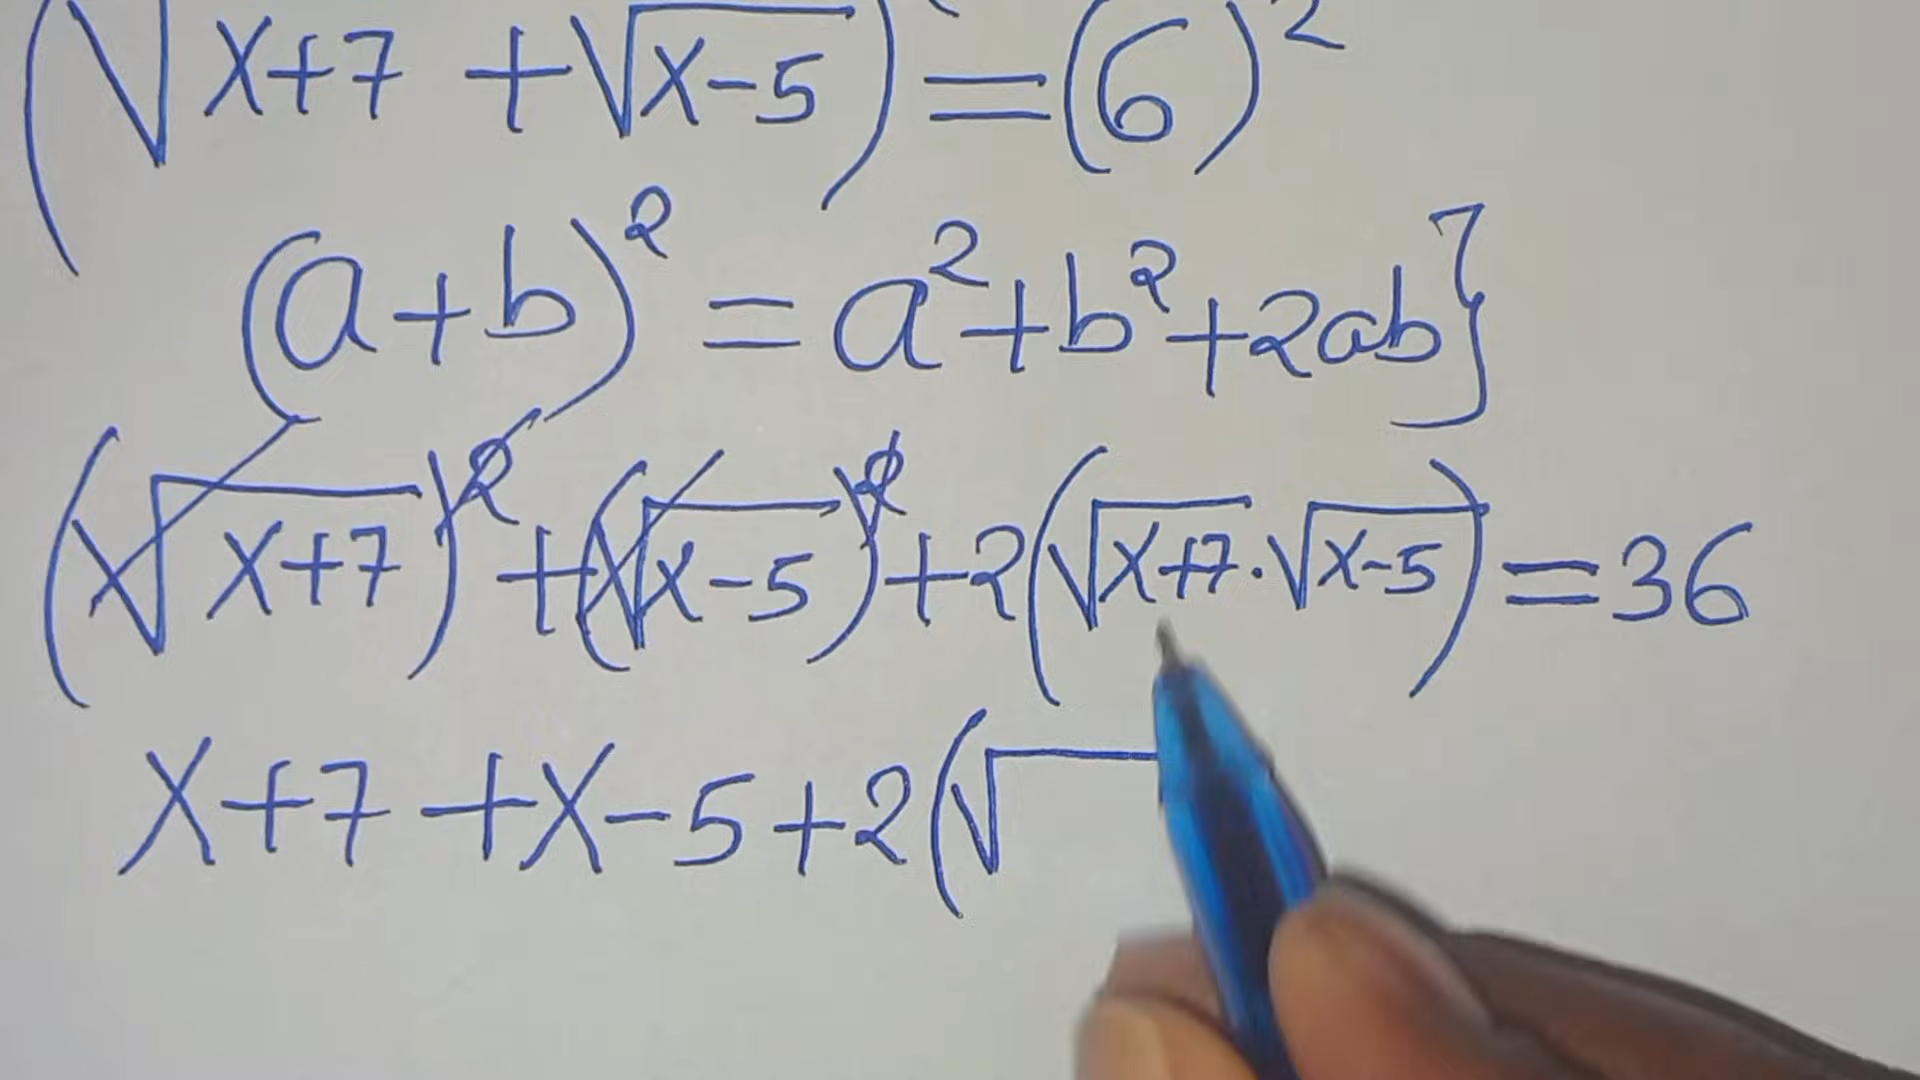 (√x+7 + √x-5)² = (6)²
(a+b)² = a²+b²+2ab}
(√x+7)² + (√x-5)² + 2(√x+7 . √x-5) = 36
x+7 + x-5 + 2(√